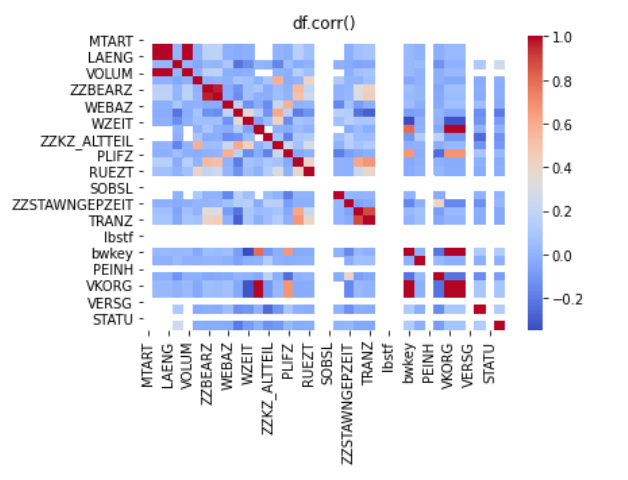 df.corr()
MTART
LAENG
VOLUM
ZZBEARZ
WEBAZ
WZEIT
ZZKZ_ALTTEIL
PLIFZ
RUEZT
SOBSL
ZZSTAWNGEPZEIT
TRANZ
lbstf
bwkey
PEINH
VKORG
VERSG
STATU
1.0
0.8
0.6
0.4
0.2
0.0
−0.2
MTART
LAENG
VOLUM
ZZBEARZ
WEBAZ
WZEIT
ZZKZ_ALTTEIL
PLIFZ
RUEZT
SOBSL
ZZSTAWNGEPZEIT
TRANZ
lbstf
bwkey
PEINH
VKORG
VERSG
STATU